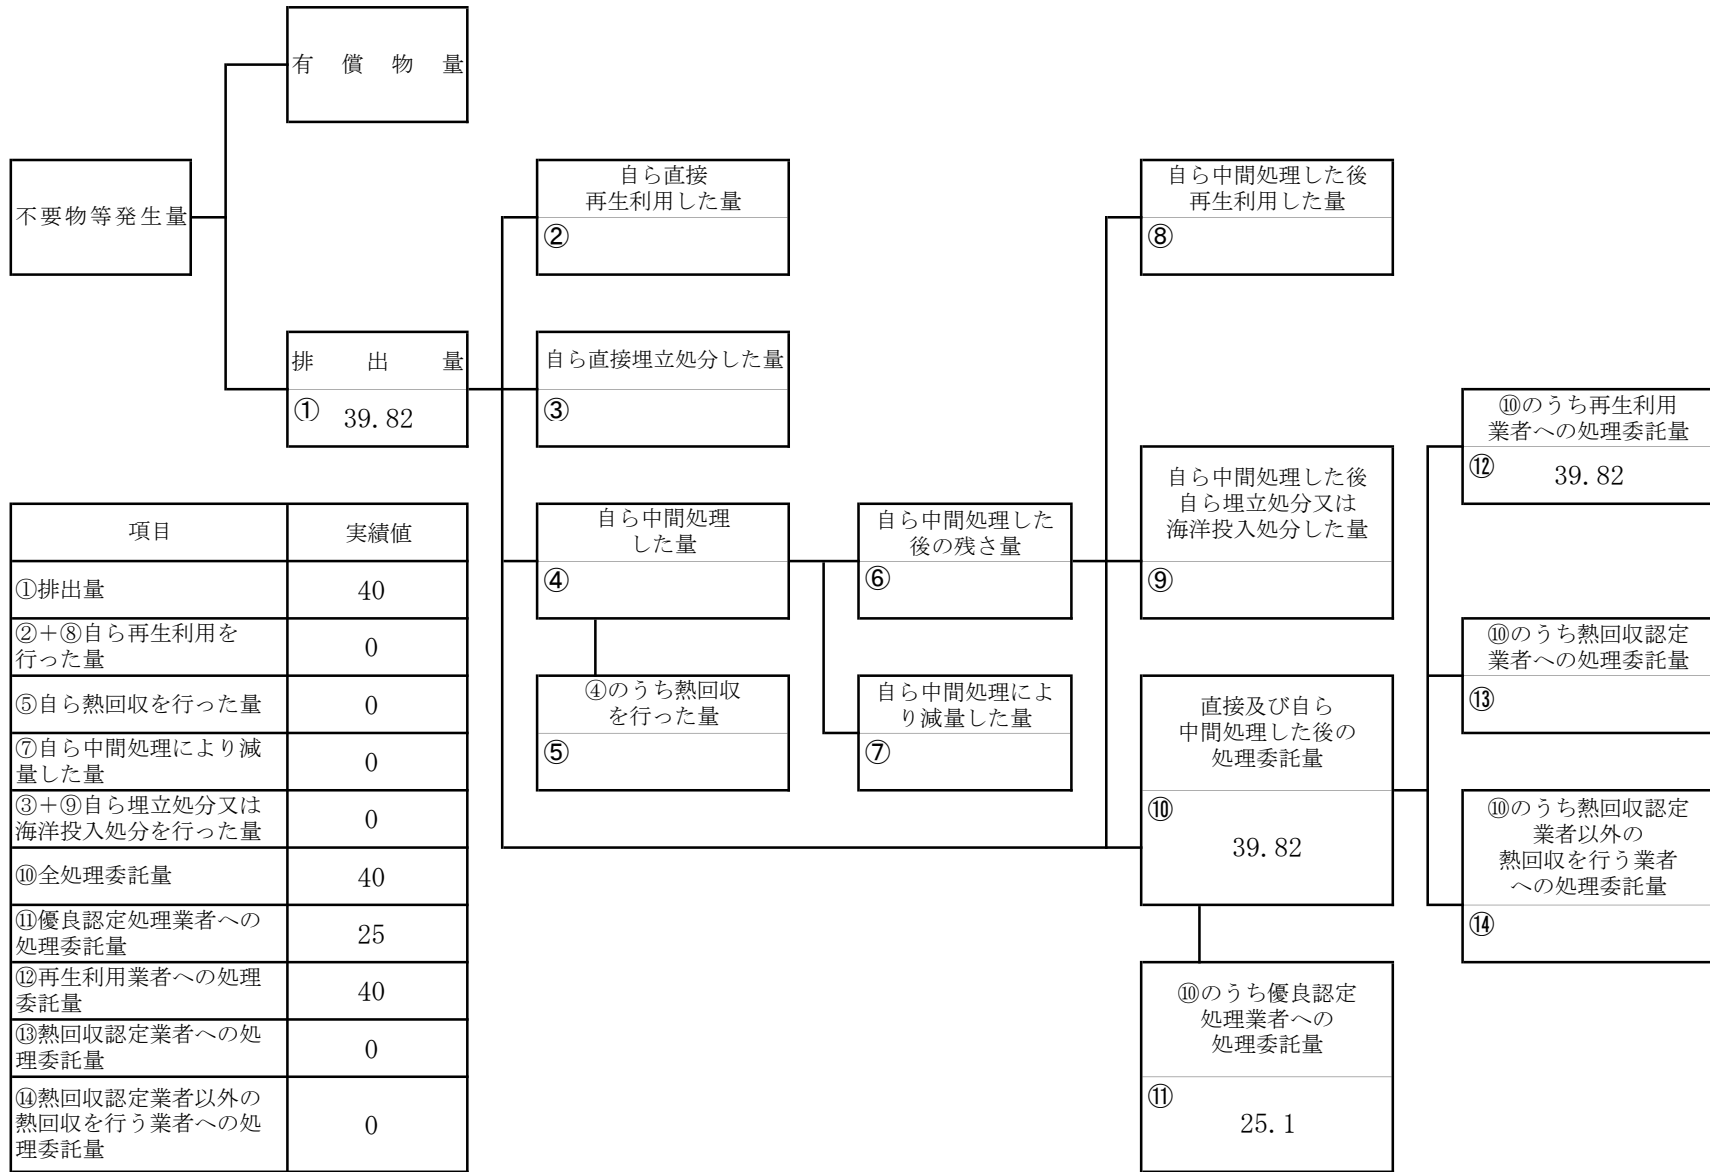 有償物量
不要物等発生量
排出量
① 39.82
自ら直接
再生利用した量
②
自ら直接埋立処分した量
③
自ら中間処理
した量
④
④のうち熱回収
を行った量
⑤
自ら中間処理した
後の残さ量
⑥
自ら中間処理によ
り減量した量
⑦
自ら中間処理した後
再生利用した量
⑧
自ら中間処理した後
自ら埋立処分又は
海洋投入処分した量
⑨
直接及び自ら
中間処理した後の
処理委託量
⑩
39.82
⑩のうち優良認定
処理業者への
処理委託量
⑪
25.1
⑩のうち再生利用
業者への処理委託量
⑫ 39.82
⑩のうち熱回収認定
業者への処理委託量
⑬
⑩のうち熱回収認定
業者以外の
熱回収を行う業者
への処理委託量
⑭
項目 実績値
①排出量 40
②＋⑧自ら再生利用を
行った量 0
⑤自ら熱回収を行った量 0
⑦自ら中間処理により減
量した量 0
③＋⑨自ら埋立処分又は
海洋投入処分を行った量 0
⑩全処理委託量 40
⑪優良認定処理業者への
処理委託量 25
⑫再生利用業者への処理
委託量 40
⑬熱回収認定業者への処
理委託量 0
⑭熱回収認定業者以外の
熱回収を行う業者への処
理委託量 0